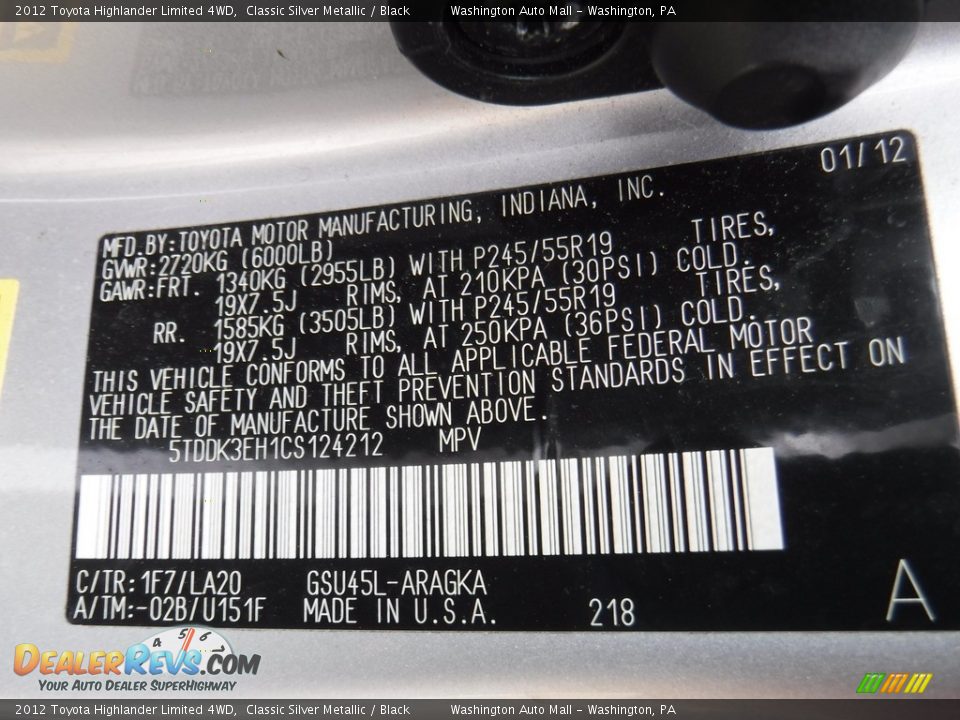 2012 Toyota Highlander Limited 4WD, Classic Silver Metallic / Black Washington Auto Mall - Washington, PA
01/12
MFD.BY:TOYOTA MOTOR MANUFACTURING, INDIANA, INC.
GVWR:2720KG (6000LB)
GAWR:FRT. 1340KG (2955LB) WITH P245/55R19 TIRES,
19X7.5J RIMS, AT 210KPA (30PSI) COLD.
RR. 1585KG (3505LB) WITH P245/55R19 TIRES,
19X7.5J RIMS, AT 250KPA (36PSI) COLD.
THIS VEHICLE CONFORMS TO ALL APPLICABLE FEDERAL MOTOR
VEHICLE SAFETY AND THEFT PREVENTION STANDARDS IN EFFECT ON
THE DATE OF MANUFACTURE SHOWN ABOVE.
5TDDK3EH1CS124212 MPV
C/TR:1F7/LA20 GSU45L-ARAGKA
A/TM:-02B/U151F MADE IN U.S.A. 218
A
4 5 6
DEALERREVS.COM
YOUR AUTO DEALER SUPERHIGHWAY
2012 Toyota Highlander Limited 4WD, Classic Silver Metallic / Black Washington Auto Mall - Washington, PA